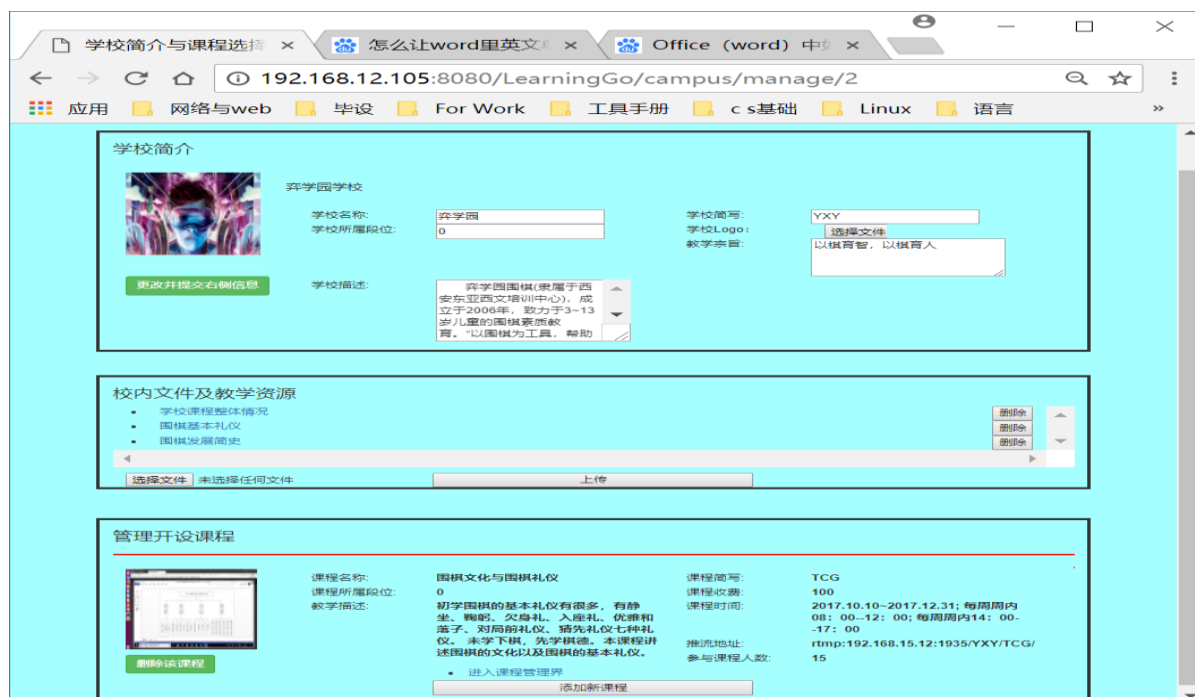 学校简介与课程选择
怎么让word里英文
Office（word）中
192.168.12.105:8080/LearningGo/campus/manage/2
应用 网络与web 毕设 For Work 工具手册 c s基础 Linux 语言 »
学校简介
弈学园学校
学校名称: 弈学园 学校简写: YXY
学校所属段位: 0 学校Logo: 选择文件
教学宗旨: 以棋育智，以棋育人
更改并提交右侧信息 学校描述: 弈学园围棋(隶属于西
安东亚西文培训中心)，成
立于2006年，致力于3~13
岁儿童的围棋素质教
育。"以围棋为工具，帮助
校内文件及教学资源
• 学校课程整体情况 删除
• 围棋基本礼仪 删除
• 围棋发展简史 删除
选择文件 未选择任何文件 上传
管理开设课程
课程名称: 围棋文化与围棋礼仪 课程简写: TCG
课程所属段位: 0 课程收费: 100
教学描述: 初学围棋的基本礼仪有很多，有静 课程时间: 2017.10.10~2017.12.31; 每周周内
坐、鞠躬、欠身礼、入座礼、优雅和 08：00--12：00; 每周周内14：00-
落子、对局前礼仪、猜先礼仪七种礼 -17：00
仪。 未学下棋，先学棋德。本课程讲 推流地址: rtmp:192.168.15.12:1935/YXY/TCG/
述围棋的文化以及围棋的基本礼仪。 参与课程人数: 15
删除该课程 • 进入课程管理界
添加新课程